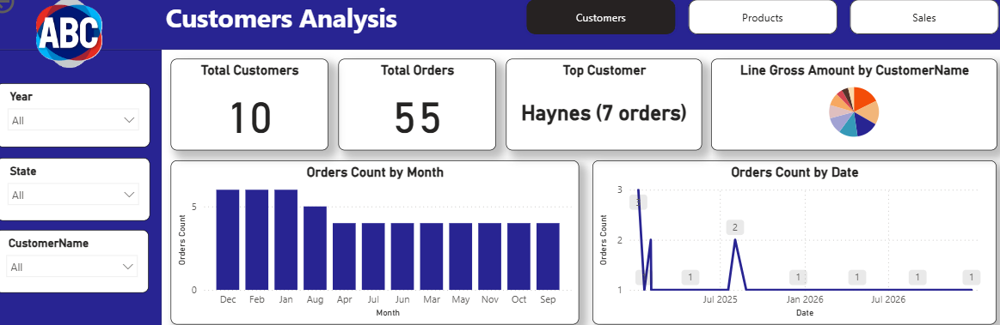 ABC
Customers Analysis
Customers
Products
Sales
Year
All
State
All
CustomerName
All
Total Customers
10
Total Orders
55
Top Customer
Haynes (7 orders)
Line Gross Amount by CustomerName
Orders Count by Month
Orders Count
5
0
Dec Feb Jan Aug Apr Jul Jun Mar May Nov Oct Sep
Month
Orders Count by Date
Orders Count
3
2
1
3
1
1
2
1
1
1
1
Jul 2025 Jan 2026 Jul 2026
Date